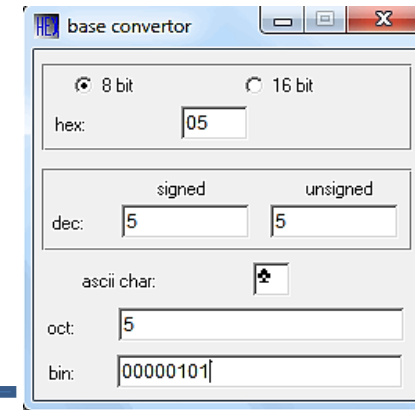 HEX base convertor
8 bit 16 bit
hex: 05
signed unsigned
dec: 5 5
ascii char: ♣
oct: 5
bin: 00000101